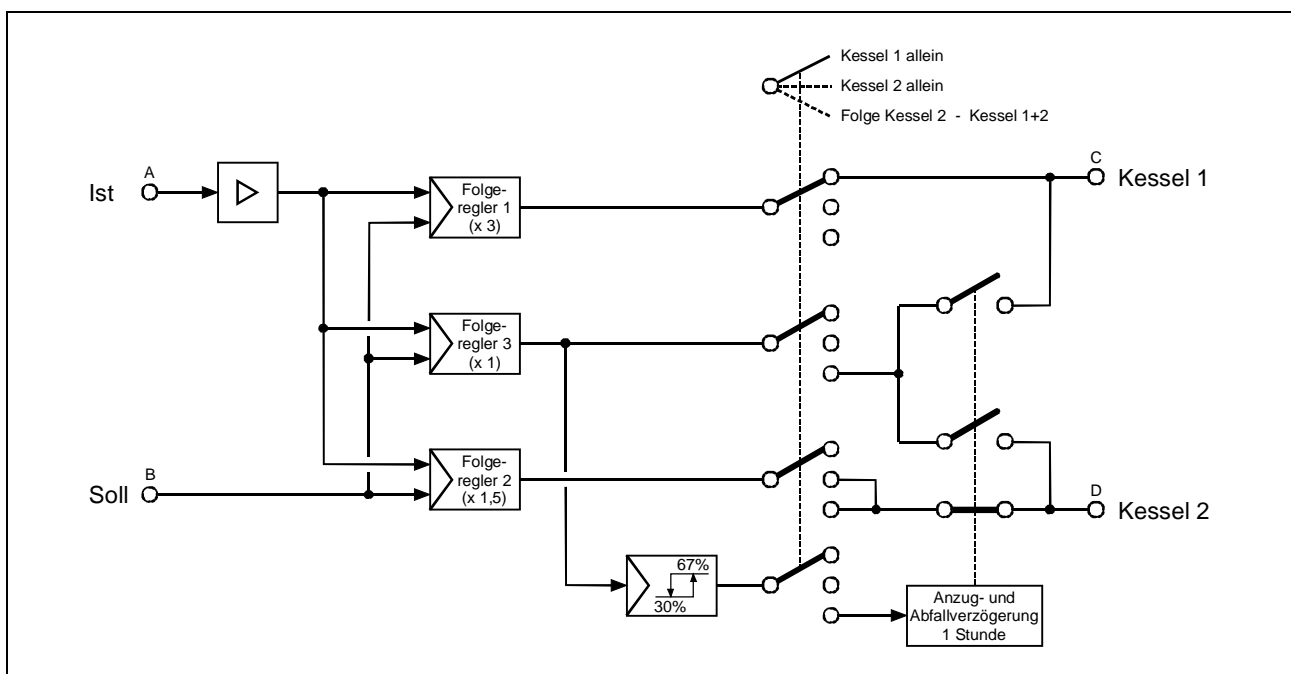 Kessel 1 allein
Kessel 2 allein
Folge Kessel 2 - Kessel 1+2
A
Ist
Folge-
regler 1
(x 3)
C
Kessel 1
Folge-
regler 3
(x 1)
B
Soll
Folge-
regler 2
(x 1,5)
D
Kessel 2
67%
30%
Anzug- und
Abfallverzögerung
1 Stunde